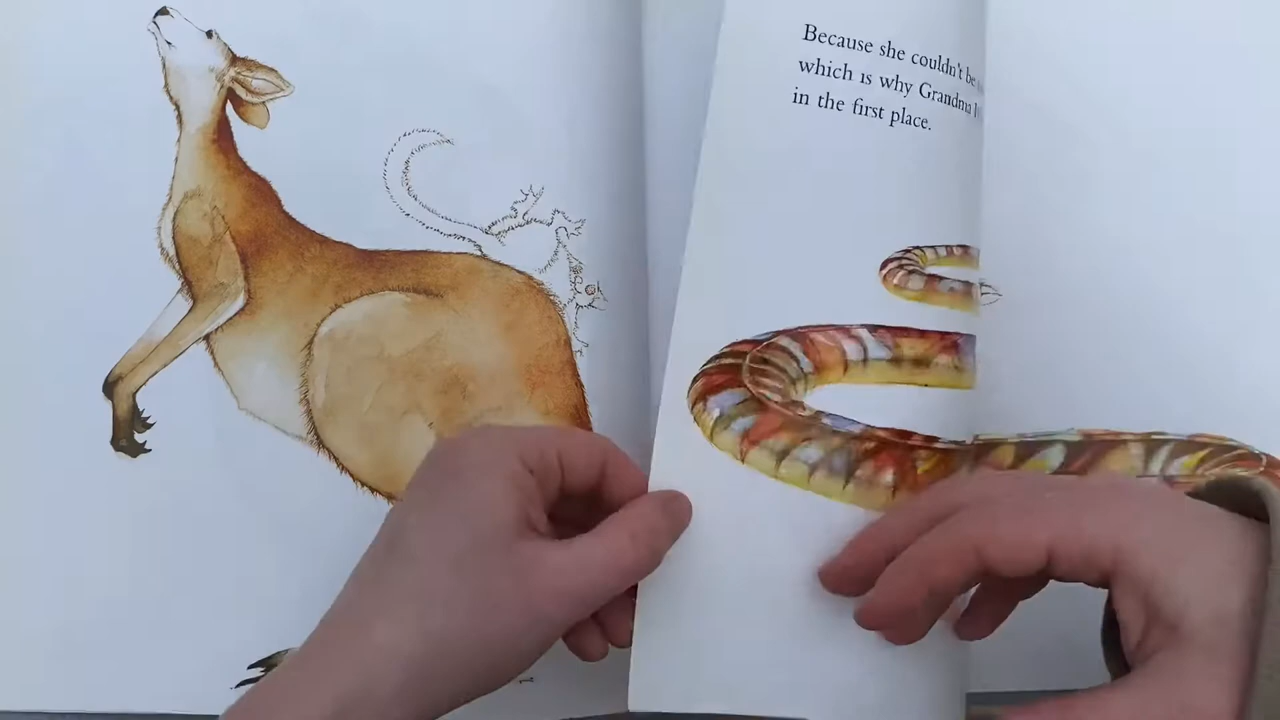 Because she couldn't be
which is why Grandma
in the first place.